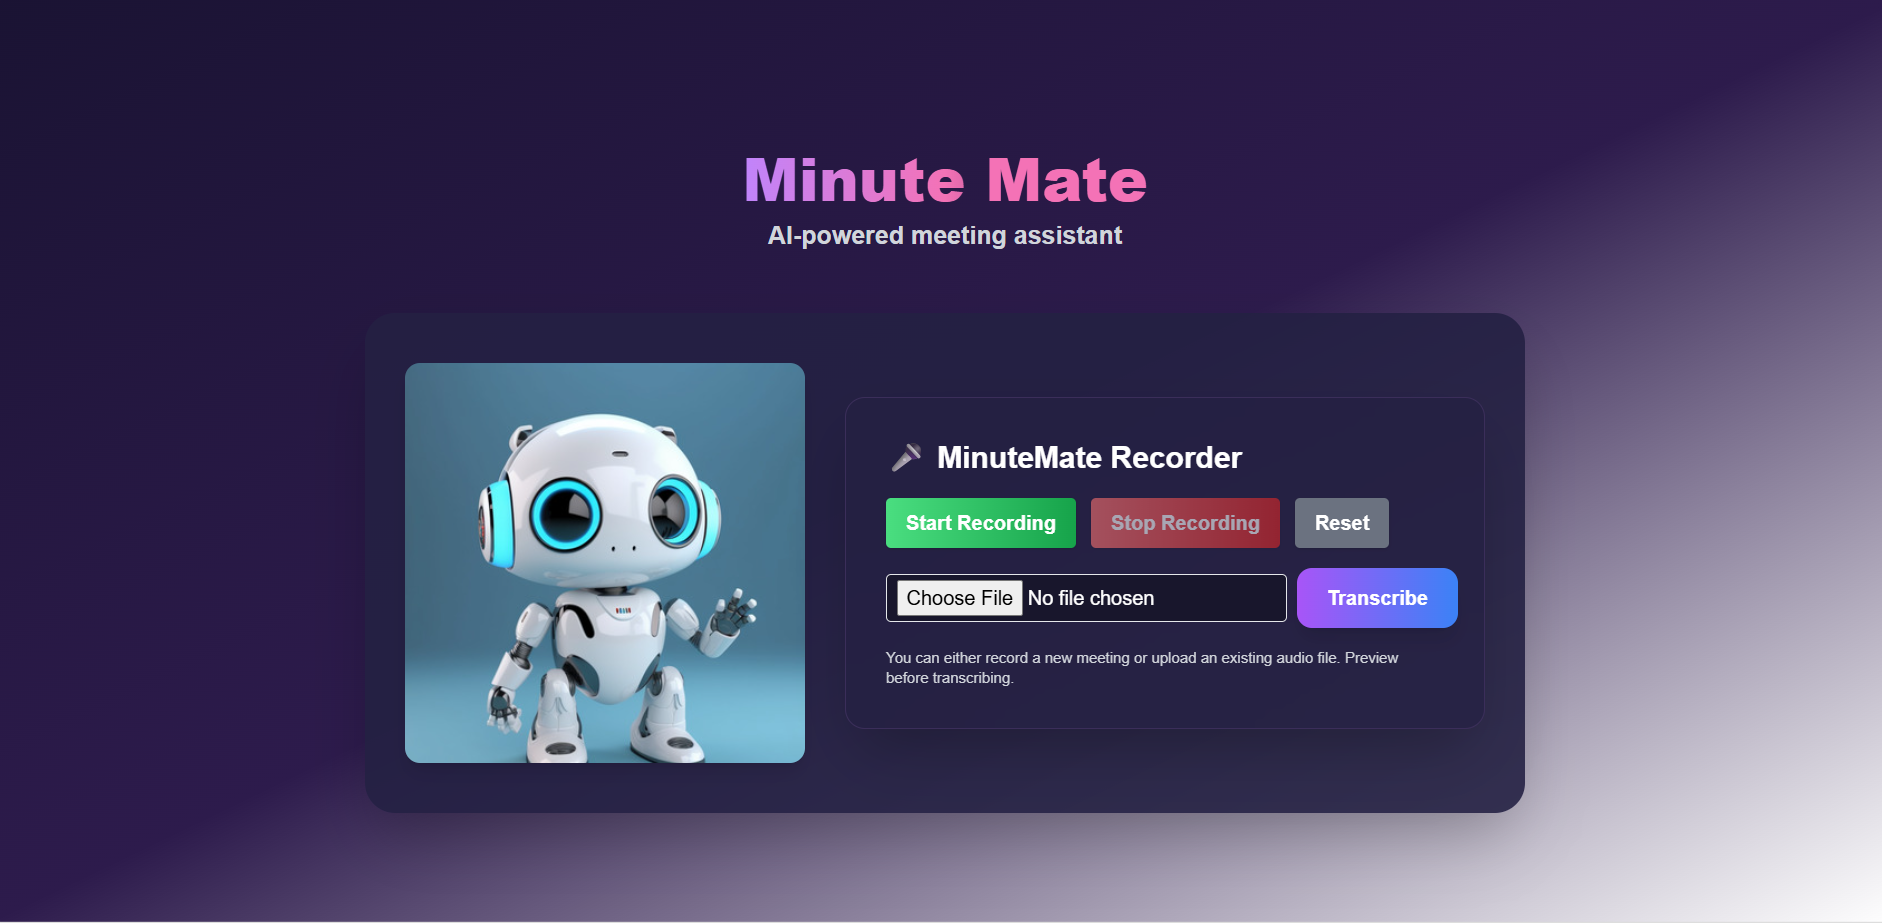 Minute Mate
AI-powered meeting assistant
MinuteMate Recorder
Start Recording Stop Recording Reset
Choose File No file chosen Transcribe
You can either record a new meeting or upload an existing audio file. Preview
before transcribing.